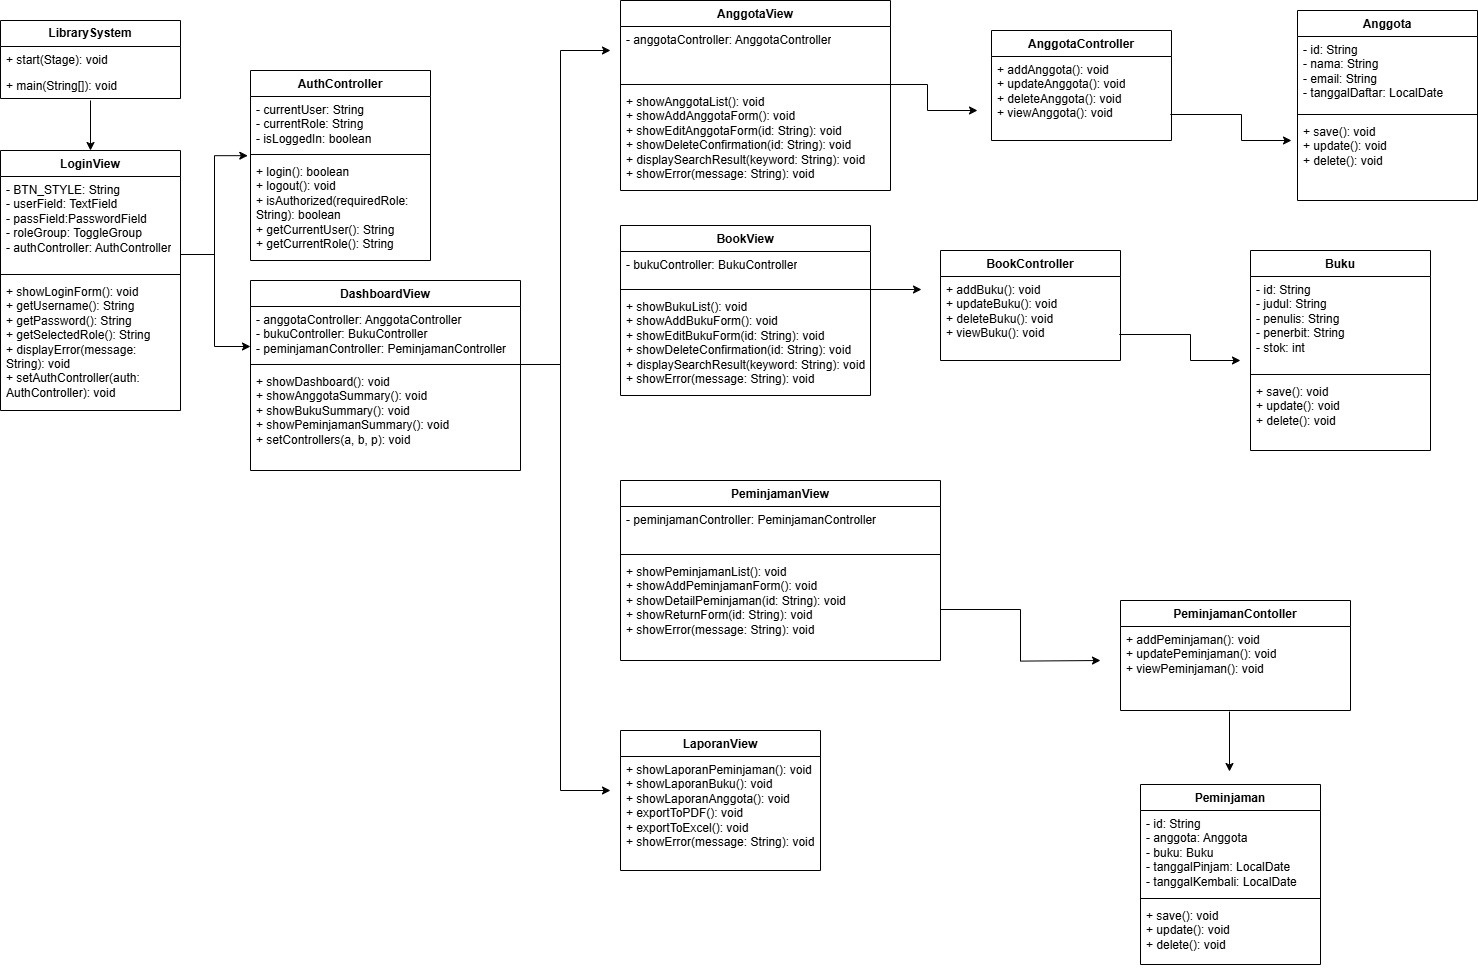 LibrarySystem
+ start(Stage): void
+ main(String[]): void
LoginView
- BTN_STYLE: String
- userField: TextField
- passField:PasswordField
- roleGroup: ToggleGroup
- authController: AuthController
+ showLoginForm(): void
+ getUsername(): String
+ getPassword(): String
+ getSelectedRole(): String
+ displayError(message:
String): void
+ setAuthController(auth:
AuthController): void
AuthController
- currentUser: String
- currentRole: String
- isLoggedIn: boolean
+ login(): boolean
+ logout(): void
+ isAuthorized(requiredRole:
String): boolean
+ getCurrentUser(): String
+ getCurrentRole(): String
DashboardView
- anggotaController: AnggotaController
- bukuController: BukuController
- peminjamanController: PeminjamanController
+ showDashboard(): void
+ showAnggotaSummary(): void
+ showBukuSummary(): void
+ showPeminjamanSummary(): void
+ setControllers(a, b, p): void
AnggotaView
- anggotaController: AnggotaController
+ showAnggotaList(): void
+ showAddAnggotaForm(): void
+ showEditAnggotaForm(id: String): void
+ showDeleteConfirmation(id: String): void
+ displaySearchResult(keyword: String): void
+ showError(message: String): void
AnggotaController
+ addAnggota(): void
+ updateAnggota(): void
+ deleteAnggota(): void
+ viewAnggota(): void
Anggota
- id: String
- nama: String
- email: String
- tanggalDaftar: LocalDate
+ save(): void
+ update(): void
+ delete(): void
BookView
- bukuController: BukuController
+ showBukuList(): void
+ showAddBukuForm(): void
+ showEditBukuForm(id: String): void
+ showDeleteConfirmation(id: String): void
+ displaySearchResult(keyword: String): void
+ showError(message: String): void
BookController
+ addBuku(): void
+ updateBuku(): void
+ deleteBuku(): void
+ viewBuku(): void
Buku
- id: String
- judul: String
- penulis: String
- penerbit: String
- stok: int
+ save(): void
+ update(): void
+ delete(): void
PeminjamanView
- peminjamanController: PeminjamanController
+ showPeminjamanList(): void
+ showAddPeminjamanForm(): void
+ showDetailPeminjaman(id: String): void
+ showReturnForm(id: String): void
+ showError(message: String): void
PeminjamanContoller
+ addPeminjaman(): void
+ updatePeminjaman(): void
+ viewPeminjaman(): void
LaporanView
+ showLaporanPeminjaman(): void
+ showLaporanBuku(): void
+ showLaporanAnggota(): void
+ exportToPDF(): void
+ exportToExcel(): void
+ showError(message: String): void
Peminjaman
- id: String
- anggota: Anggota
- buku: Buku
- tanggalPinjam: LocalDate
- tanggalKembali: LocalDate
+ save(): void
+ update(): void
+ delete(): void